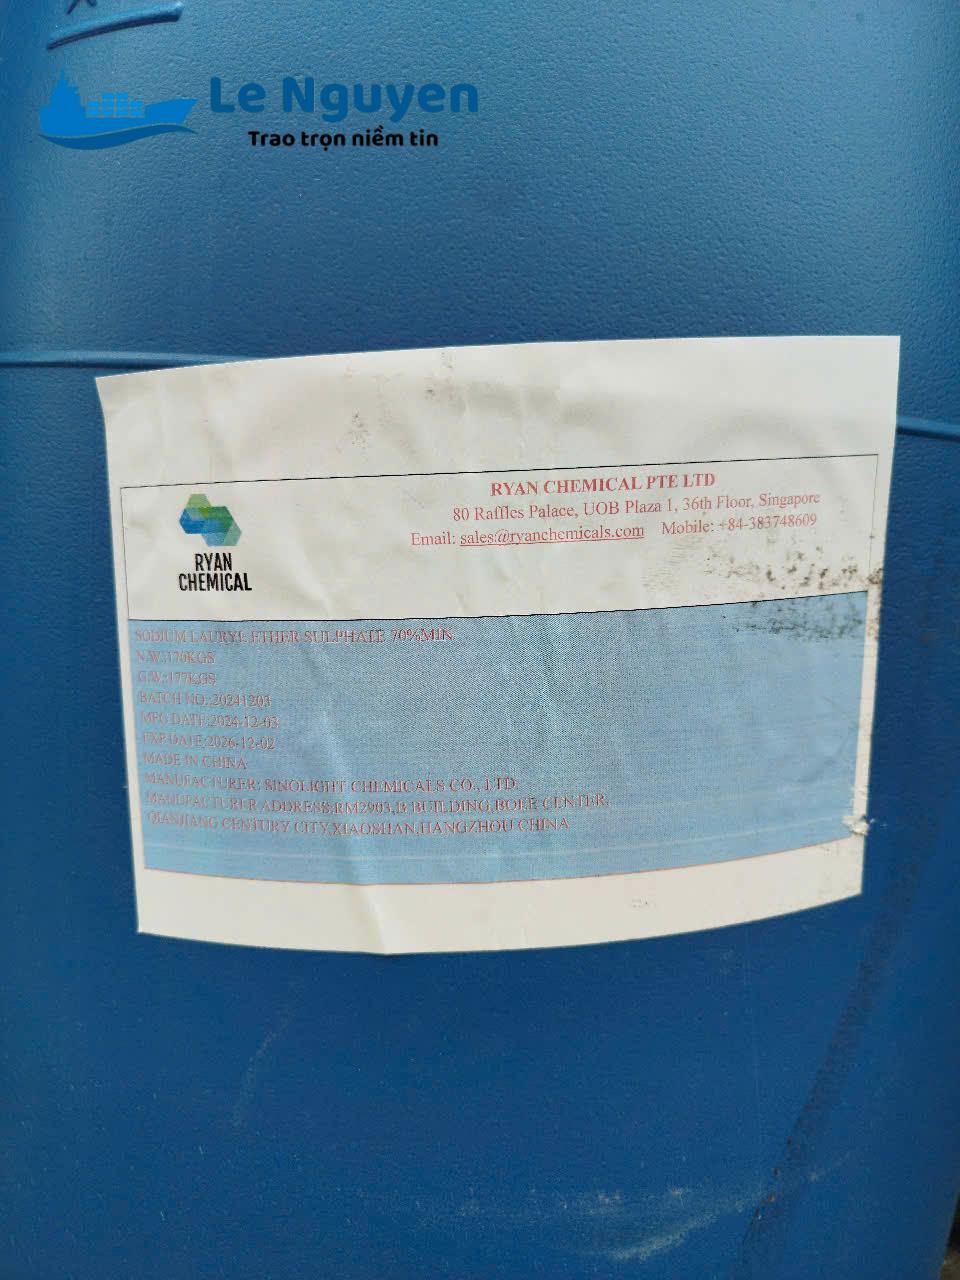 Le Nguyen
Trao trọn niềm tin
RYAN CHEMICAL PTE LTD
80 Raffles Palace, UOB Plaza 1, 36th Floor, Singapore
Email: sales@ryanchemicals.com Mobile: +84-383748609
RYAN
CHEMICAL
SODIUM LAURYL ETHER SULPHATE 70%MIN
N.W.:170KGS
G.W.:177KGS
BATCH NO.:20241203
MFG DATE:2024-12-03
EXP DATE:2026-12-02
MADE IN CHINA
MANUFACTURER: SINOLIGHT CHEMICALS CO., LTD.
MANUFACTURER ADDRESS:RM2903,B BUILDING,BOKE CENTER,
QIANJIANG CENTURY CITY,XIAOSHAN,HANGZHOU CHINA